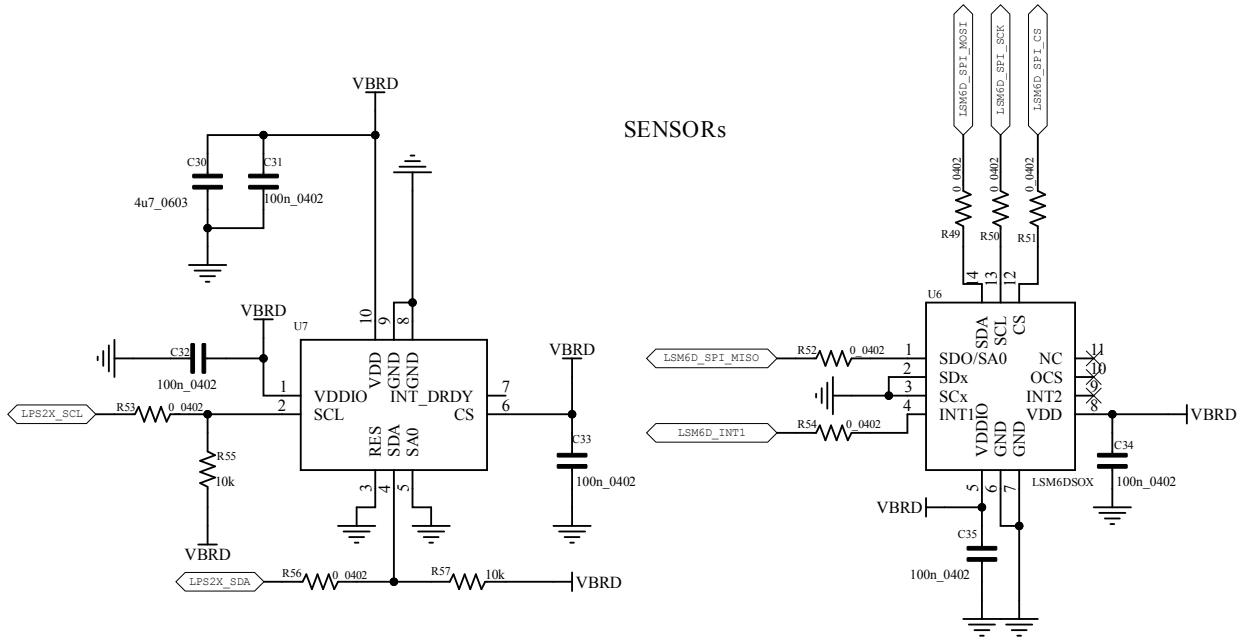 SENSORs
VBRD
C30
C31
4u7_0603
100n_0402
VBRD
U7
C32
100n_0402
10
9
8
VDD
GND
GND
1
VDDIO
INT_DRDY
7
2
SCL
CS
6
RES
SDA
SA0
3
4
5
VBRD
C33
100n_0402
LPS2X_SCL
R53
0_0402
R55
10k
VBRD
LPS2X_SDA
R56
0_0402
R57
10k
VBRD
LSM6D_SPI_MOSI
LSM6D_SPI_SCK
LSM6D_SPI_CS
0_0402
0_0402
0_0402
R49
R50
R51
14
13
12
U6
SDA
SCL
CS
LSM6D_SPI_MISO
R52
0_0402
1
SDO/SA0
NC
11
2
SDx
OCS
10
3
SCx
INT2
9
4
INT1
VDD
8
VBRD
LSM6D_INT1
R54
0_0402
VDDIO
GND
GND
5
6
7
LSM6DSOX
C34
100n_0402
VBRD
C35
100n_0402